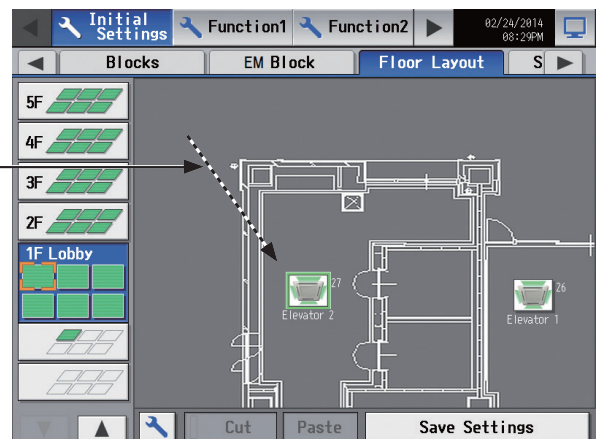 Initial
Settings
Function1
Function2
02/24/2014
08:29PM
Blocks
EM Block
Floor Layout
S
5F
4F
3F
2F
1F Lobby
27
Elevator 2
26
Elevator 1
Cut
Paste
Save Settings